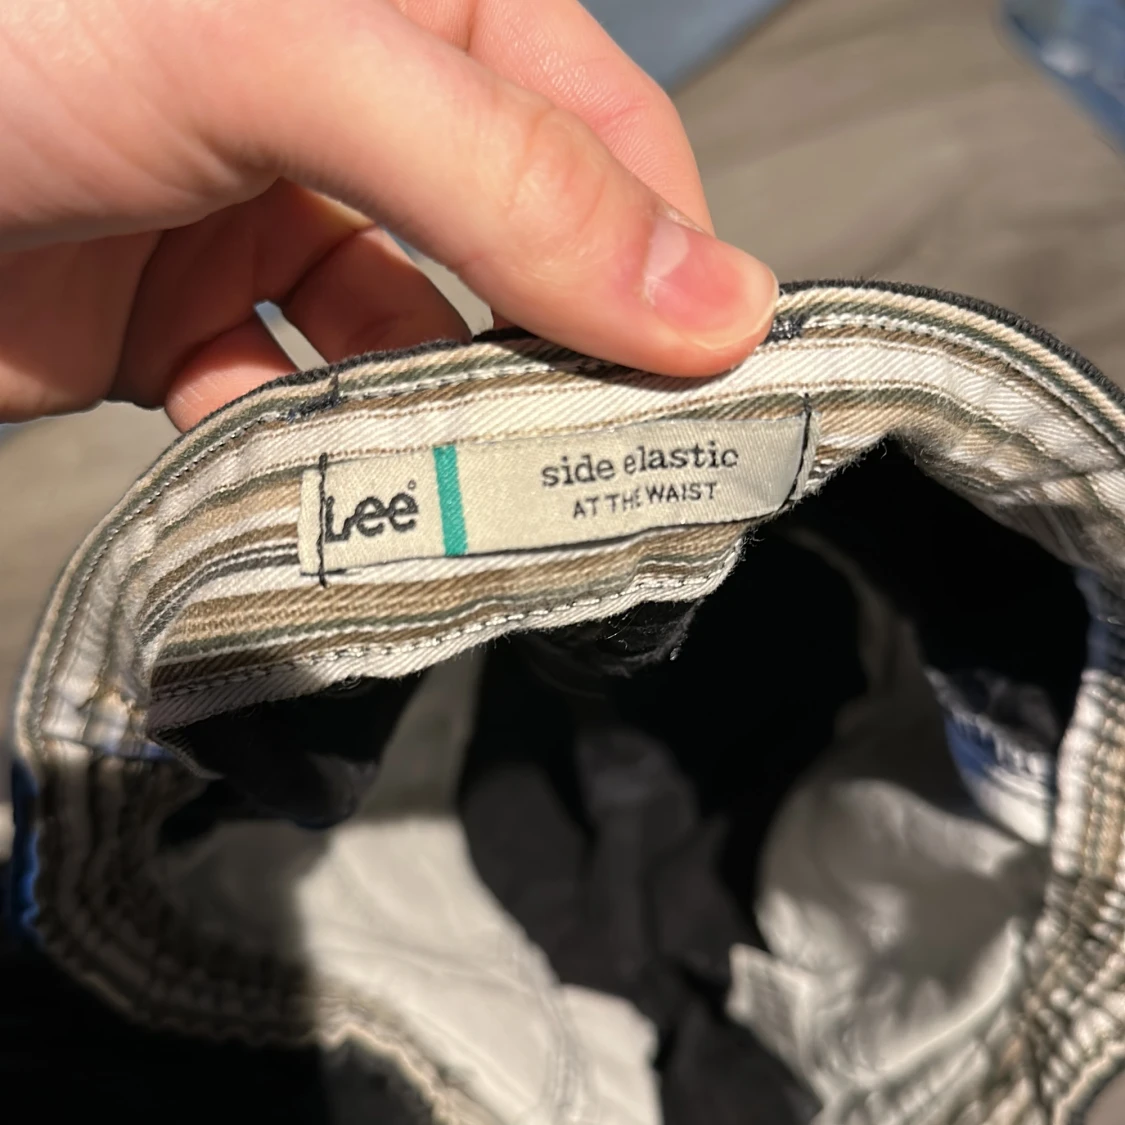 Lee
side elastic
AT THE WAIST